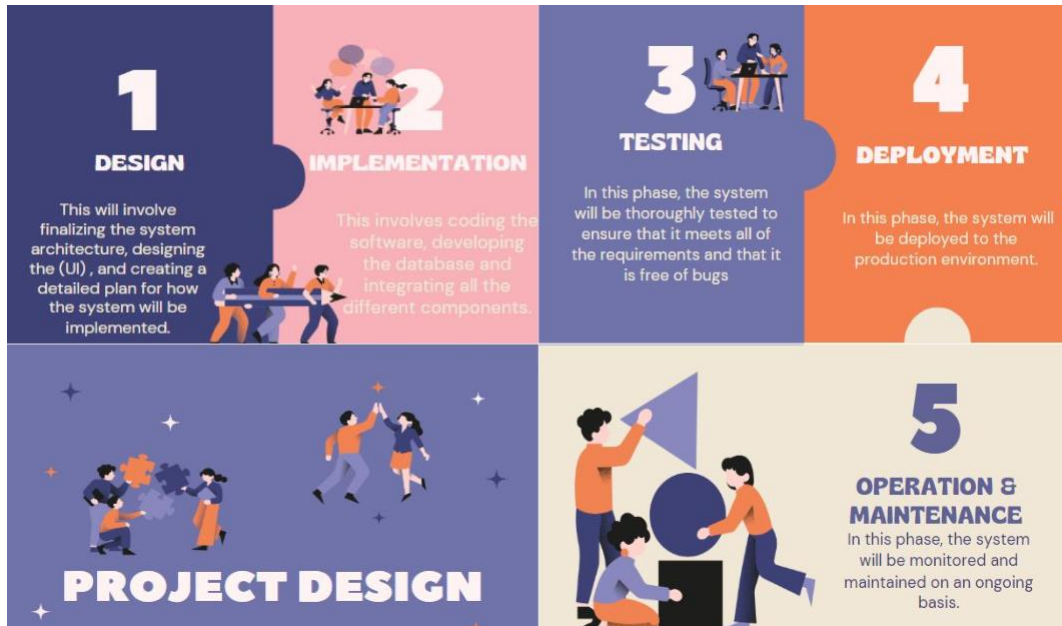 1
DESIGN
This will involve
finalizing the system
architecture, designing
the (UI) , and creating a
detailed plan for how
the system will be
implemented.
2
IMPLEMENTATION
This involves coding the
software, developing
the database and
integrating all the
different components.
3
TESTING
In this phase, the system
will be thoroughly tested to
ensure that it meets all of
the requirements and that it
is free of bugs
4
DEPLOYMENT
In this phase, the system will
be deployed to the
production environment.
PROJECT DESIGN
5
OPERATION &
MAINTENANCE
In this phase, the system
will be monitored and
maintained on an ongoing
basis.